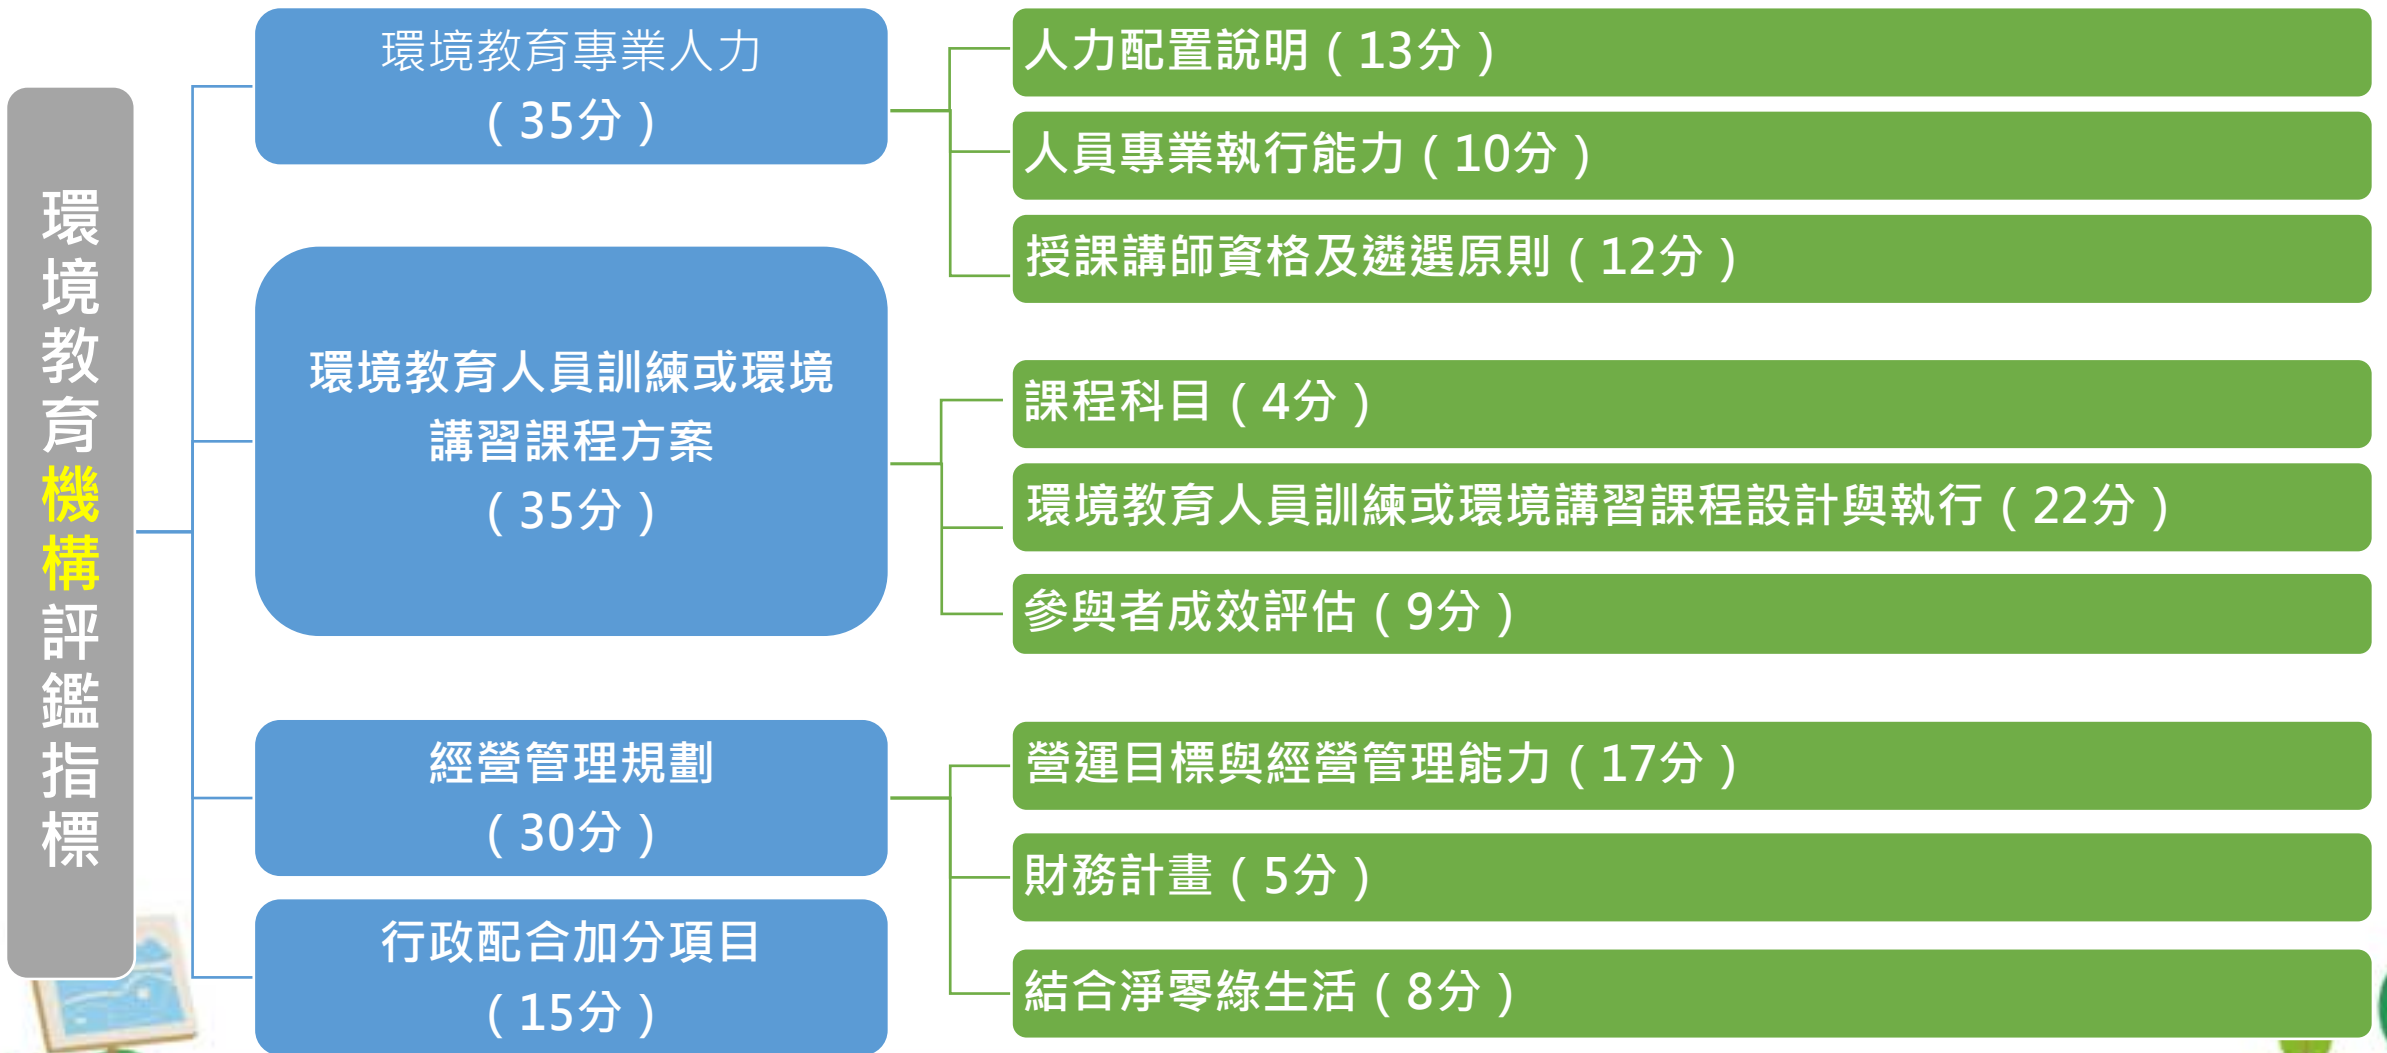 環境教育機構評鑑指標
環境教育專業人力
（35分）
人力配置說明（13分）
人員專業執行能力（10分）
授課講師資格及遴選原則（12分）
環境教育人員訓練或環境
講習課程方案
（35分）
課程科目（4分）
環境教育人員訓練或環境講習課程設計與執行（22分）
參與者成效評估（9分）
經營管理規劃
（30分）
營運目標與經營管理能力（17分）
財務計畫（5分）
結合淨零綠生活（8分）
行政配合加分項目
（15分）